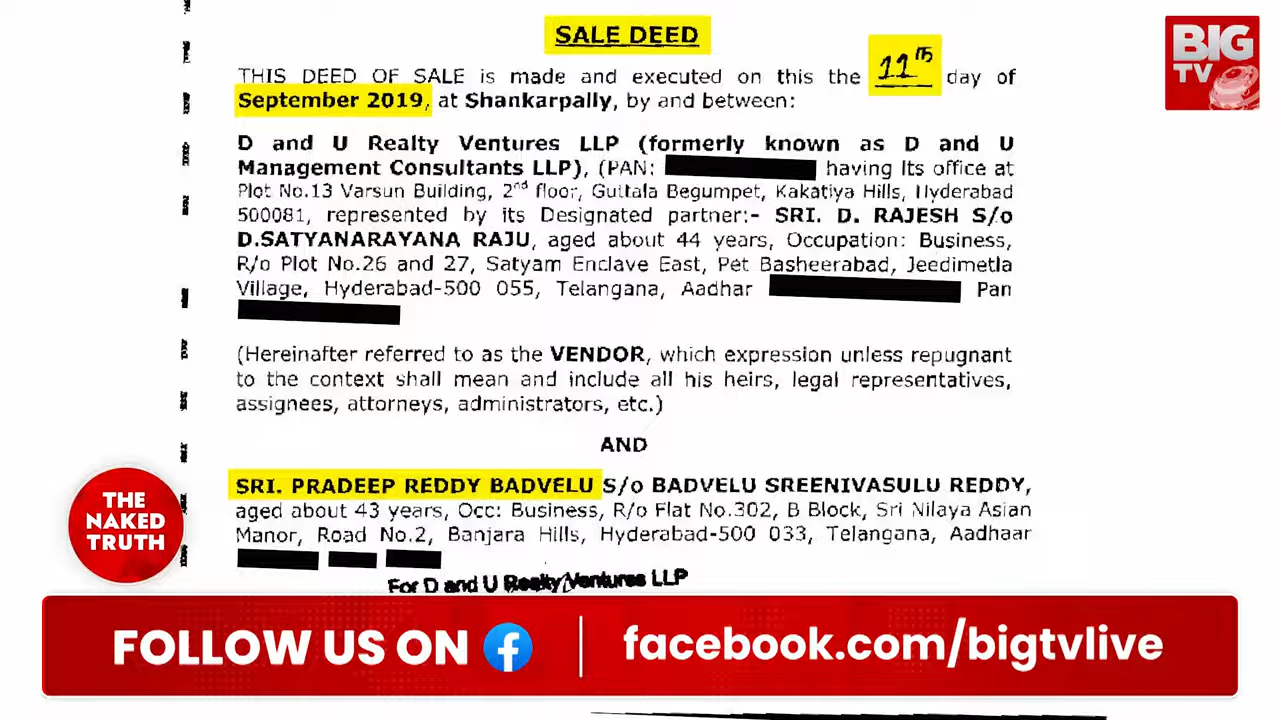 SALE DEED
THIS DEED OF SALE is made and executed on this the 11th day of
September 2019, at Shankarpally, by and between:
D and U Realty Ventures LLP (formerly known as D and U
Management Consultants LLP), (PAN: having its office at
Plot No.13 Varsun Building, 2nd floor, Guttala Begumpet, Kakatiya Hills, Hyderabad
500081, represented by its Designated partner:- SRI. D. RAJESH S/o
D.SATYANARAYANA RAJU, aged about 44 years, Occupation: Business,
R/o Plot No.26 and 27, Satyam Enclave East, Pet Basheerabad, Jeedimetla
Village, Hyderabad-500 055, Telangana, Aadhar Pan
(Hereinafter referred to as the VENDOR, which expression unless repugnant
to the context shall mean and include all his heirs, legal representatives,
assignees, attorneys, administrators, etc.)
AND
SRI. PRADEEP REDDY BADVELU S/o BADVELU SREENIVASULU REDDY,
aged about 43 years, Occ: Business, R/o Flat No.302, B Block, Sri Nilaya Asian
Manor, Road No.2, Banjara Hills, Hyderabad-500 033, Telangana, Aadhaar
For D and U Realty Ventures LLP
BIG
TV
THE
NAKED
TRUTH
FOLLOW US ON facebook.com/bigtvlive